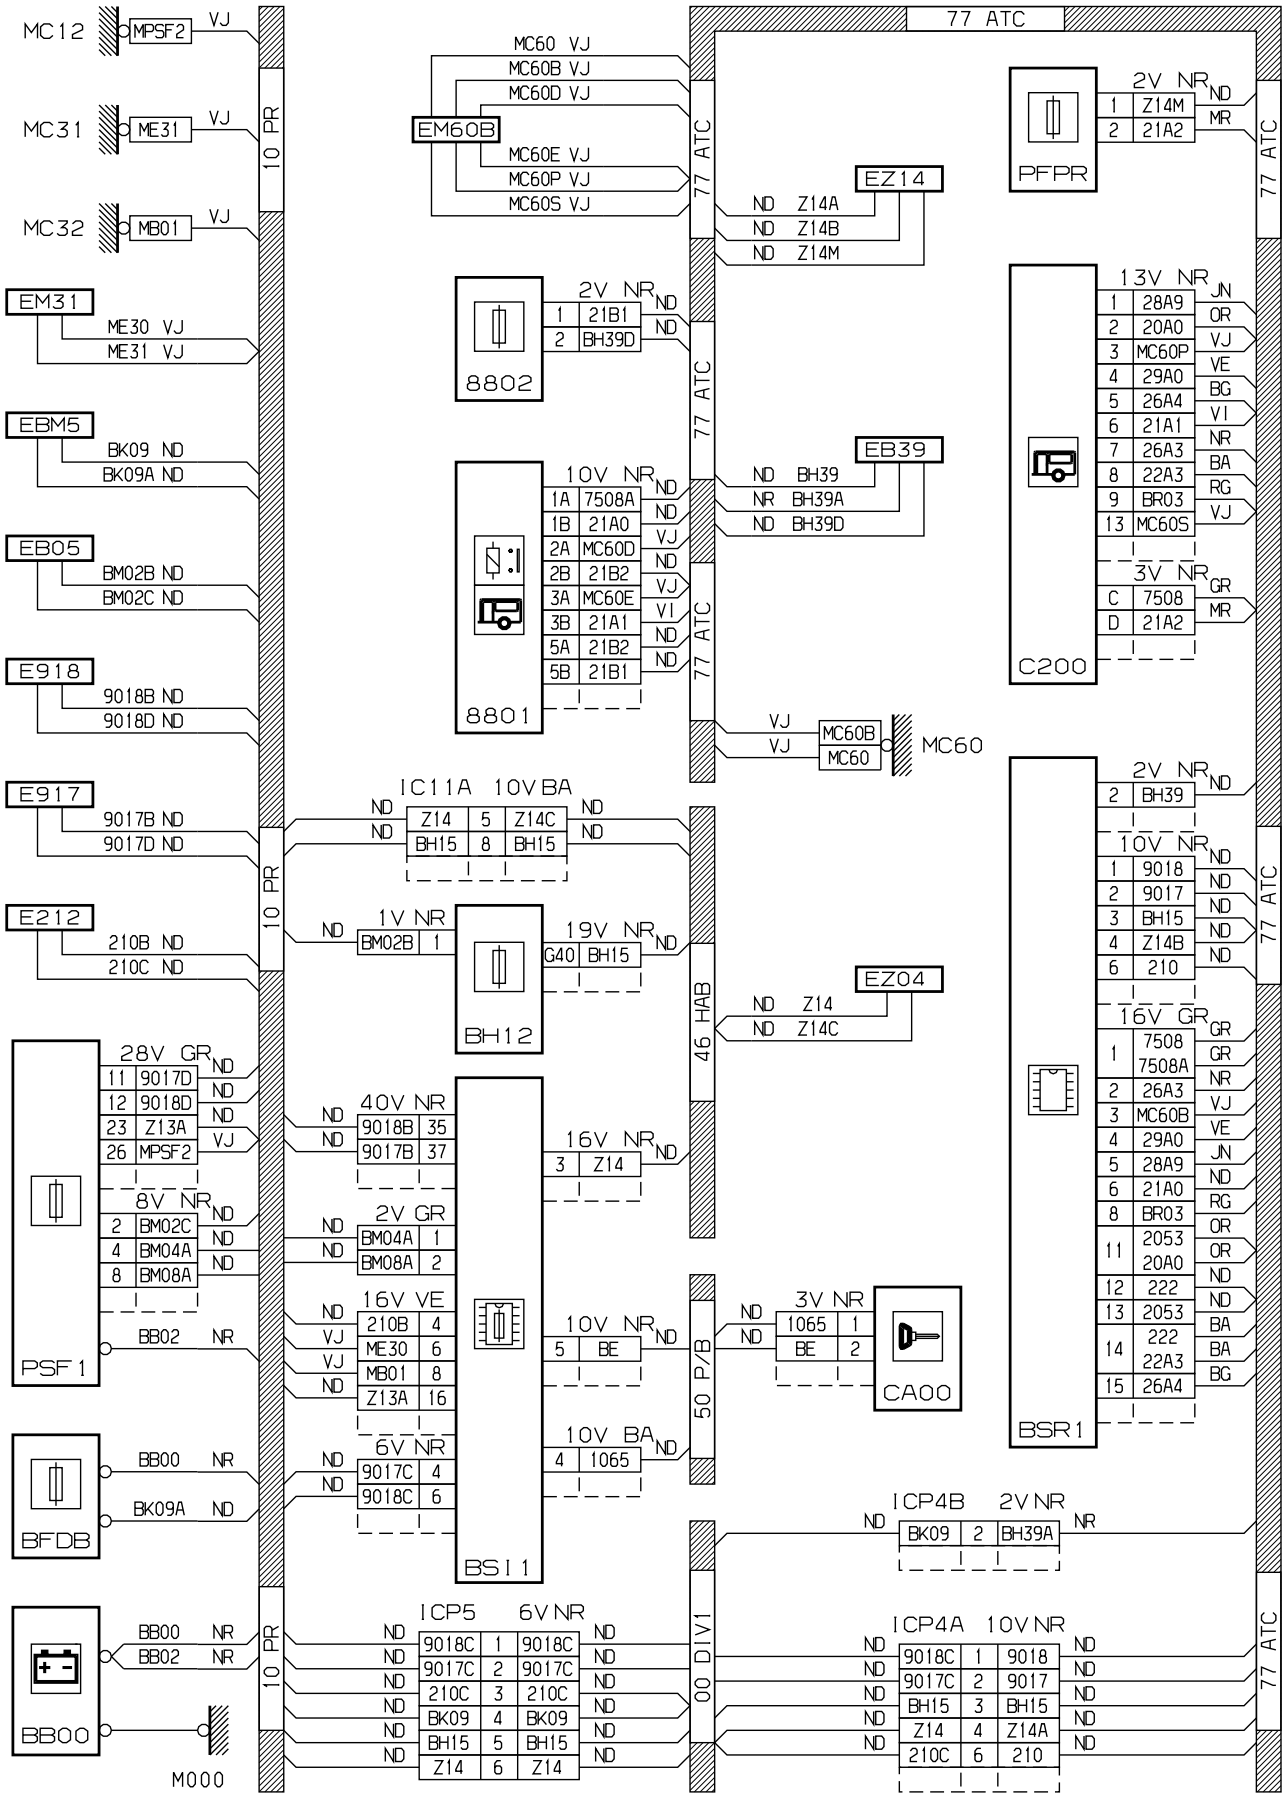 77 ATC
MC12 MPSF2 VJ
MC31 ME31 VJ
MC32 MB01 VJ
10 PR
EM31
ME30 VJ
ME31 VJ
EBM5
BK09 ND
BK09A ND
EB05
BM02B ND
BM02C ND
E918
9018B ND
9018D ND
E917
9017B ND
9017D ND
10 PR
E212
210B ND
210C ND
28V GR
11 9017D ND
12 9018D ND
23 Z13A ND
26 MPSF2 VJ
8V NR
2 BM02C ND
4 BM04A ND
8 BM08A ND
BB02 NR
PSF1
BB00 NR
BK09A ND
BFDB
BB00 NR
BB02 NR
BB00
M000
10 PR
MC60 VJ
MC60B VJ
MC60D VJ
EM60B
MC60E VJ
MC60P VJ
MC60S VJ
77 ATC
2V NR
1 21B1 ND
2 BH39D ND
8802
77 ATC
10V NR
1A 7508A ND
1B 21A0 ND
2A MC60D VJ
2B 21B2 ND
3A MC60E VJ
3B 21A1 VI
5A 21B2 ND
5B 21B1 ND
8801
77 ATC
IC11A 10V BA
ND Z14 5 Z14C ND
ND BH15 8 BH15 ND
1V NR
ND BM02B 1
19V NR
G40 BH15 ND
BH12
46 HAB
40V NR
ND 9018B 35
ND 9017B 37
16V NR
3 Z14 ND
2V GR
ND BM04A 1
ND BM08A 2
16V VE
ND 210B 4
VJ ME30 6
VJ MB01 8
ND Z13A 16
10V NR
5 BE ND
6V NR
ND 9017C 4
ND 9018C 6
10V BA
4 1065 ND
BSI1
50 P/B
ICP5 6V NR
ND 9018C 1 9018C ND
ND 9017C 2 9017C ND
ND 210C 3 210C ND
ND BK09 4 BK09 ND
ND BH15 5 BH15 ND
ND Z14 6 Z14 ND
00 DIV1
EZ14
ND Z14A
ND Z14B
ND Z14M
EB39
ND BH39
NR BH39A
ND BH39D
VJ MC60B
VJ MC60
MC60
EZ04
ND Z14
ND Z14C
3V NR
ND 1065 1
ND BE 2
CA00
ICP4B 2V NR
ND BK09 2 BH39A NR
ICP4A 10V NR
ND 9018C 1 9018 ND
ND 9017C 2 9017 ND
ND BH15 3 BH15 ND
ND Z14 4 Z14A ND
ND 210C 6 210 ND
2V NR
1 Z14M ND
2 21A2 MR
PFPR
77 ATC
13V NR
1 28A9 JN
2 20A0 OR
3 MC60P VJ
4 29A0 VE
5 26A4 BG
6 21A1 VI
7 26A3 NR
8 22A3 BA
9 BR03 RG
13 MC60S VJ
3V NR
C 7508 GR
D 21A2 MR
C200
2V NR
2 BH39 ND
10V NR
1 9018 ND
2 9017 ND
3 BH15 ND
4 Z14B ND
6 210 ND
77 ATC
16V GR
1 7508 GR
7508A GR
2 26A3 NR
3 MC60B VJ
4 29A0 VE
5 28A9 JN
6 21A0 ND
8 BR03 RG
11 2053 OR
20A0 OR
12 222 ND
13 2053 ND
14 222 BA
22A3 BA
15 26A4 BG
BSR1
77 ATC